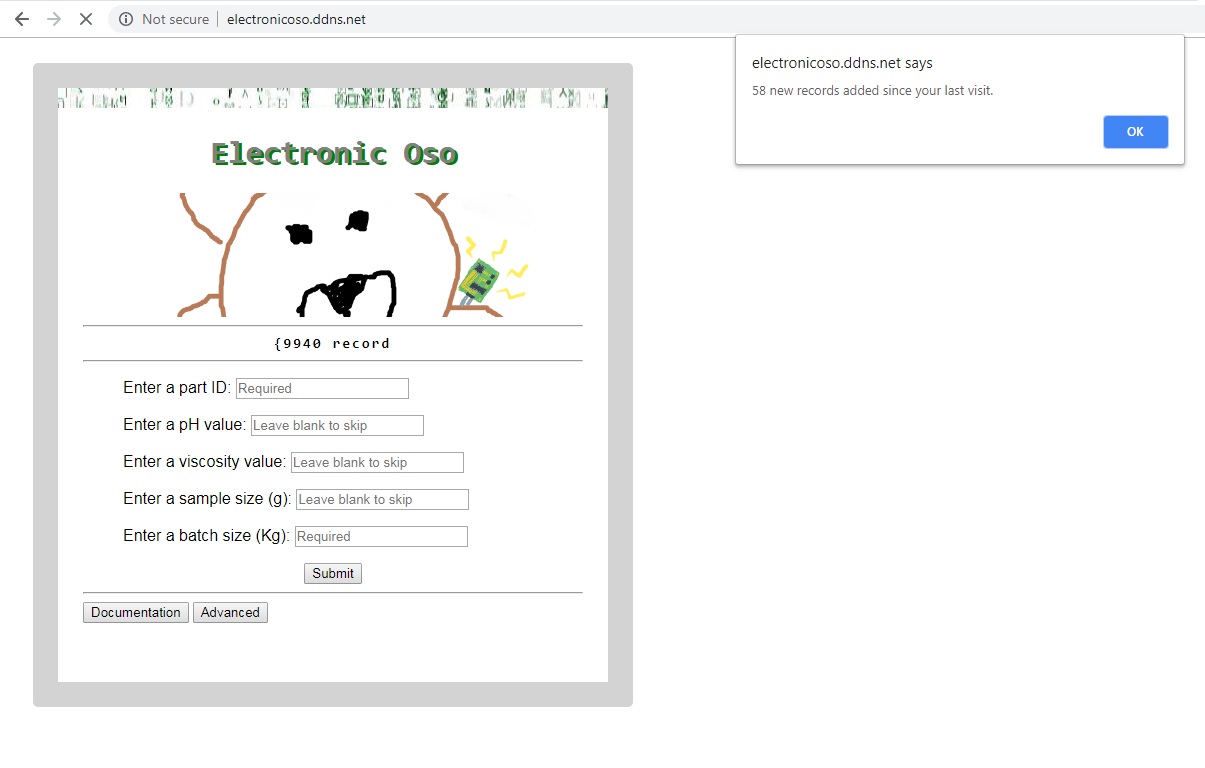 Not secure electronicoso.ddns.net
electronicoso.ddns.net says
58 new records added since your last visit.
OK
Electronic Oso
{9940 record
Enter a part ID: Required
Enter a pH value: Leave blank to skip
Enter a viscosity value: Leave blank to skip
Enter a sample size (g): Leave blank to skip
Enter a batch size (Kg): Required
Submit
Documentation Advanced